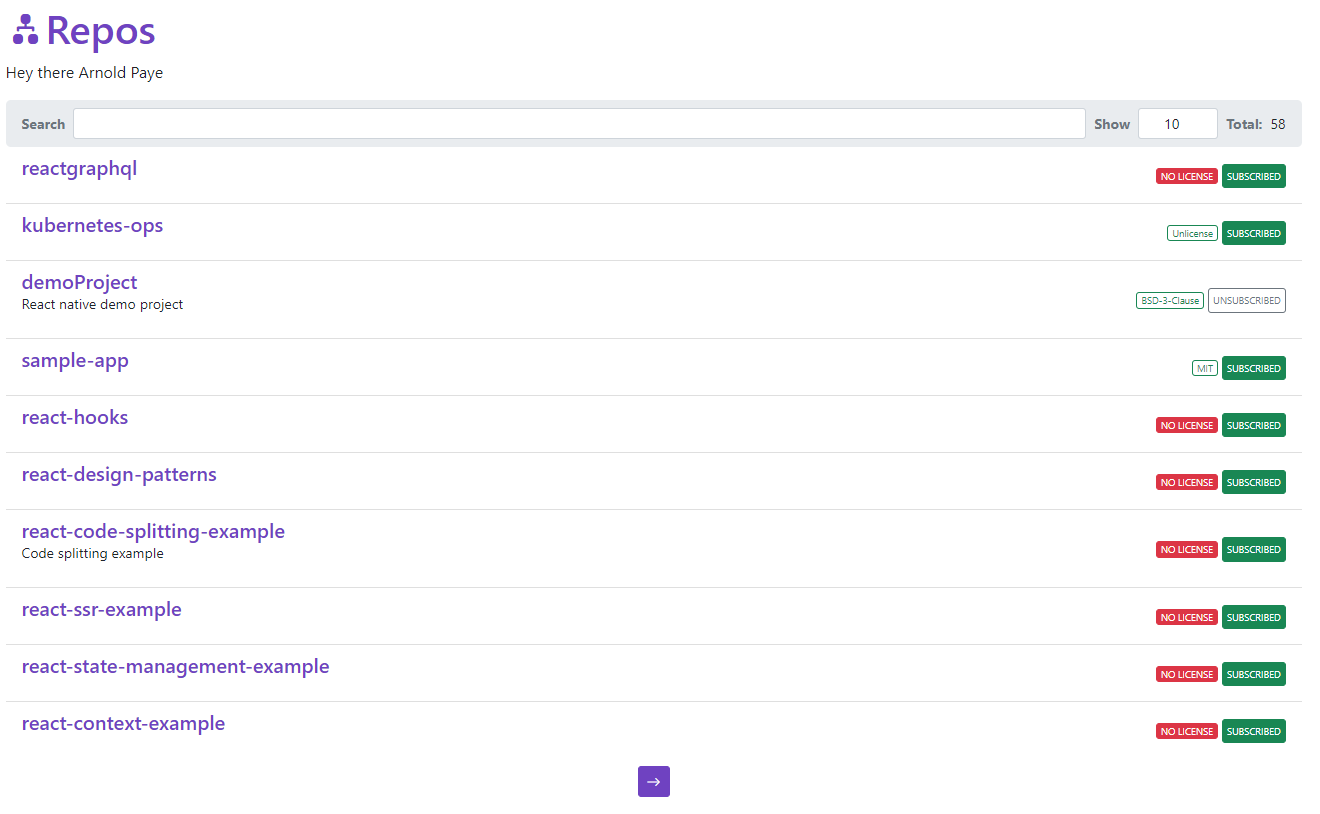 Repos
Hey there Arnold Paye
Search Show 10 Total: 58
reactgraphql NO LICENSE SUBSCRIBED
kubernetes-ops Unlicense SUBSCRIBED
demoProject
React native demo project BSD-3-Clause UNSUBSCRIBED
sample-app MIT SUBSCRIBED
react-hooks NO LICENSE SUBSCRIBED
react-design-patterns NO LICENSE SUBSCRIBED
react-code-splitting-example
Code splitting example NO LICENSE SUBSCRIBED
react-ssr-example NO LICENSE SUBSCRIBED
react-state-management-example NO LICENSE SUBSCRIBED
react-context-example NO LICENSE SUBSCRIBED
→